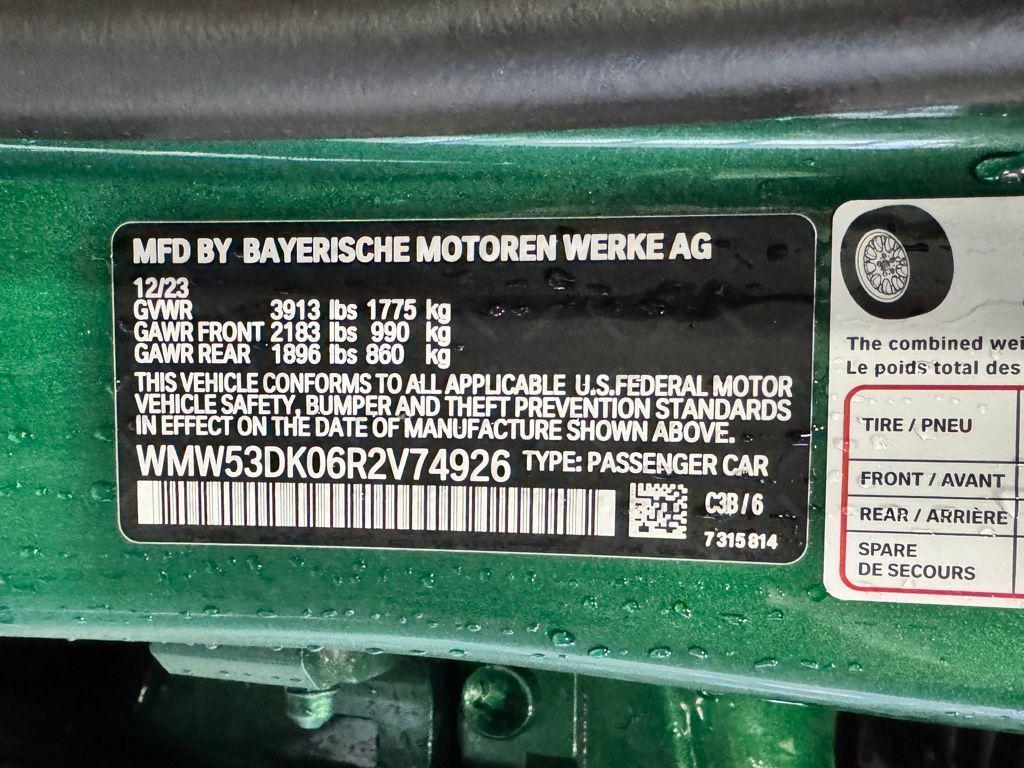 MFD BY BAYERISCHE MOTOREN WERKE AG
12/23
GVWR 3913 lbs 1775 kg
GAWR FRONT 2183 lbs 990 kg
GAWR REAR 1896 lbs 860 kg
THIS VEHICLE CONFORMS TO ALL APPLICABLE U.S.FEDERAL MOTOR
VEHICLE SAFETY, BUMPER AND THEFT PREVENTION STANDARDS
IN EFFECT ON THE DATE OF MANUFACTURE SHOWN ABOVE.
WMW53DK06R2V74926 TYPE: PASSENGER CAR
C3B / 6
7315814
The combined
Le poids total des
TIRE / PNEU
FRONT / AVANT
REAR / ARRIÈRE
SPARE
DE SECOURS